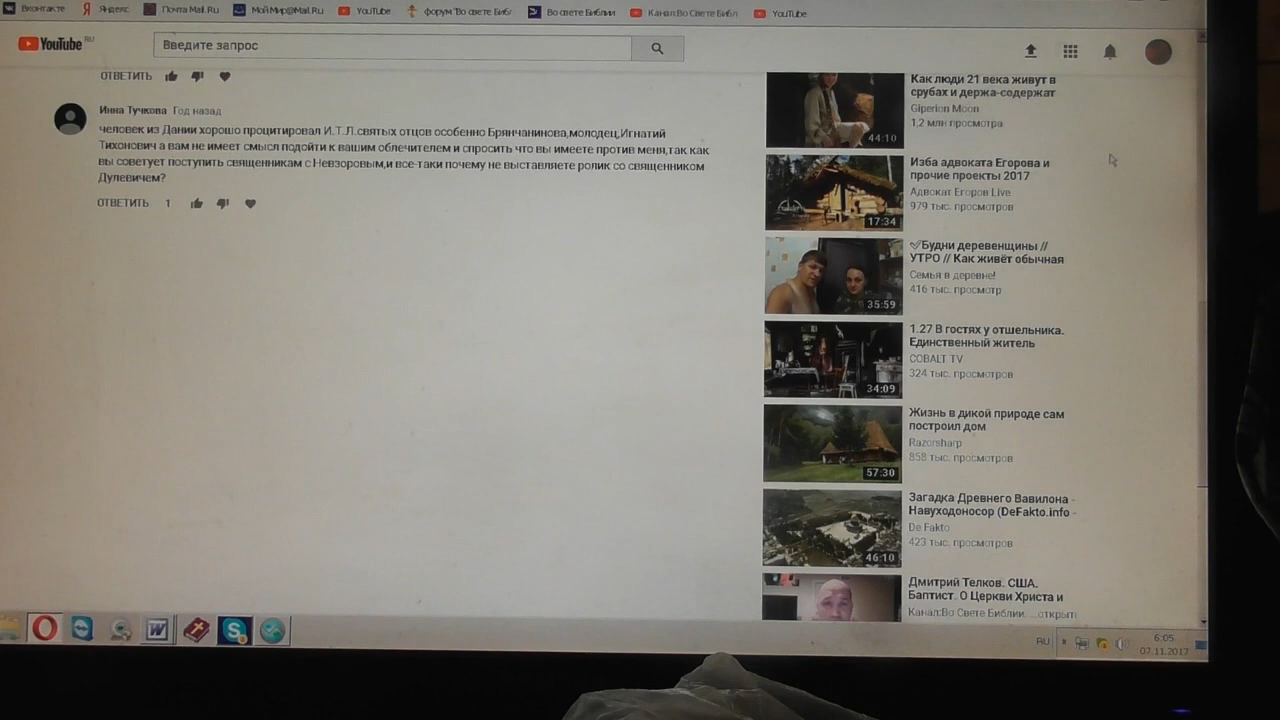 Вконтакте Яндекс Почта Mail.Ru МойМир@Mail.Ru YouTube форум "Во свете Библ Во свете Библии Канал:Во Свете Библ YouTube
YouTube RU
Введите запрос
ОТВЕТИТЬ
Инна Тучкова Год назад
человек из Дании хорошо процитировал И.Т.Л.святых отцов особенно Брянчанинова,молодец,Игнатий
Тихонович а вам не имеет смысл подойти к вашим облечителем и спросить что вы имеете против меня,так как
вы советует поступить священникам с Невзоровым,и все-таки почему не выставляете ролик со священником
Дулевичем?
ОТВЕТИТЬ 1
44:10
Как люди 21 века живут в
срубах и держа-содержат
Giperion Moon
1,2 млн просмотра
17:34
Изба адвоката Егорова и
прочие проекты 2017
Адвокат Егоров Live
979 тыс. просмотров
35:59
✅Будни деревенщины //
УТРО // Как живёт обычная
Семья в деревне!
416 тыс. просмотр
34:09
1.27 В гостях у отшельника.
Единственный житель
COBALT TV
324 тыс. просмотров
57:30
Жизнь в дикой природе сам
построил дом
Razorsharp
858 тыс. просмотров
46:10
Загадка Древнего Вавилона -
Навуходоносор (DeFakto.info -
De Fakto
423 тыс. просмотров
Дмитрий Телков. США.
Баптист. О Церкви Христа и
Канал:Во Свете Библии. ...открыт
RU
6:05
07.11.2017